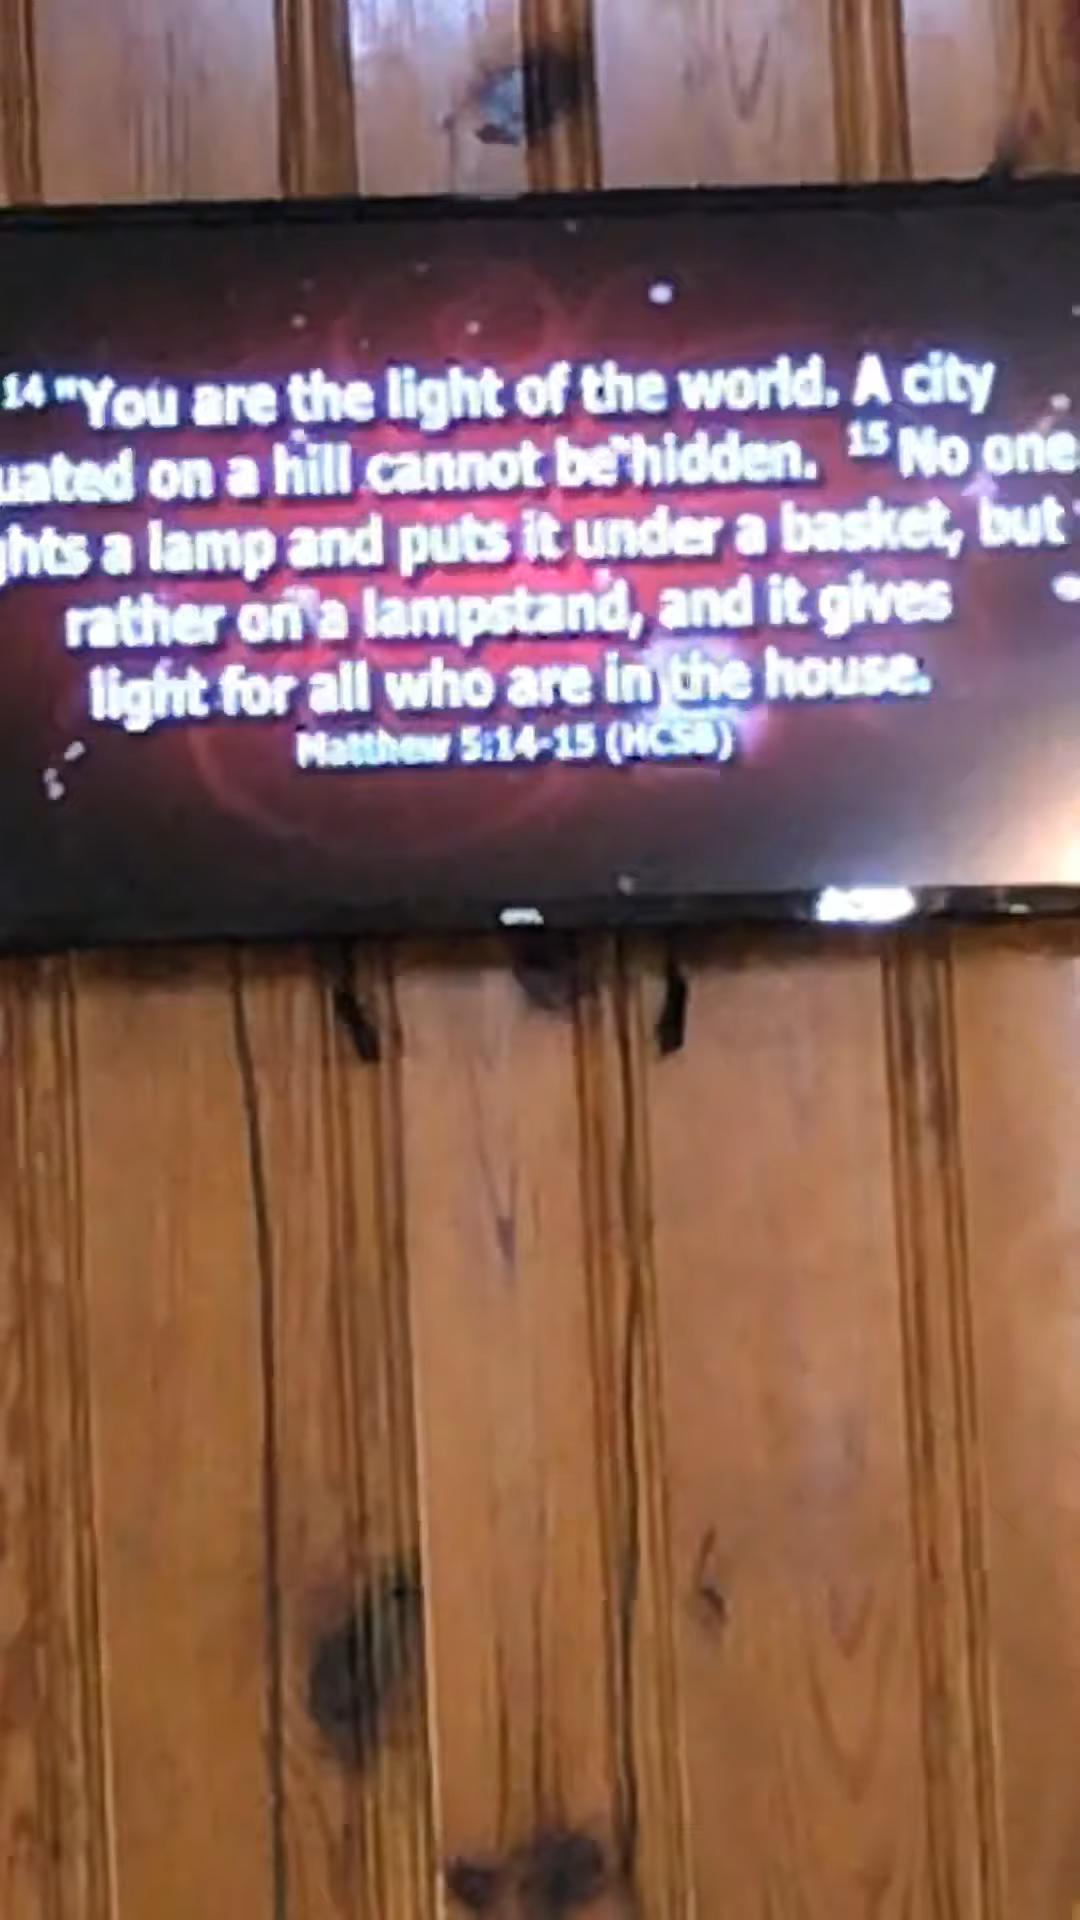 14 "You are the light of the world. A city
uated on a hill cannot be hidden. 15 No one
ghts a lamp and puts it under a basket, but
rather on a lampstand, and it gives
light for all who are in the house.
Matthew 5:14-15 (HCSB)